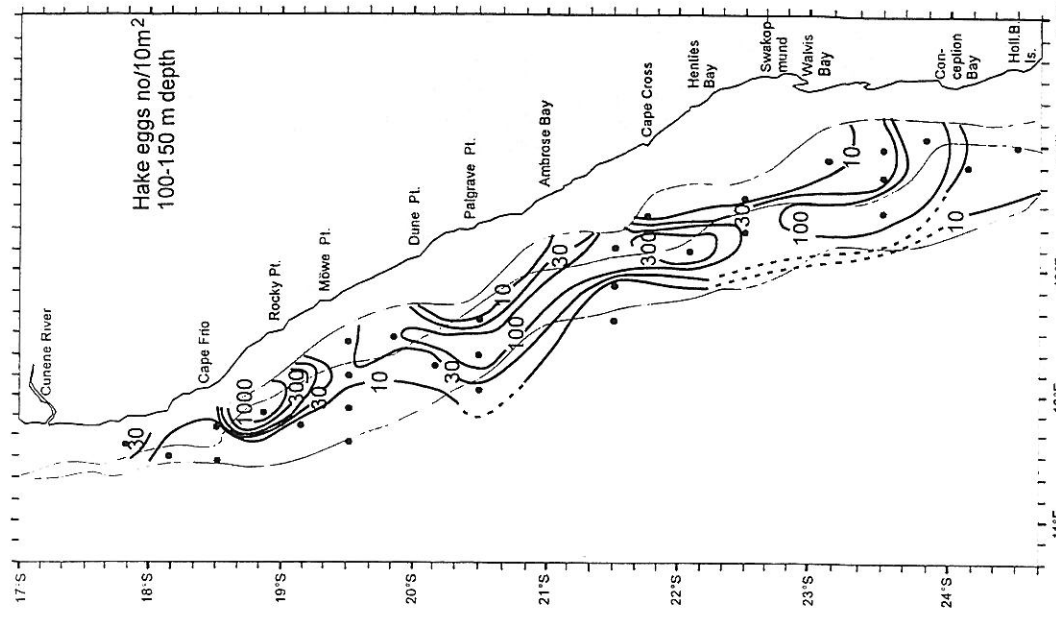 Hake eggs no/10m²
100-150 m depth
17°S
18°S
19°S
20°S
21°S
22°S
23°S
24°S
Cunene River
Cape Frio
Rocky Pt.
Möwe Pt.
Dune Pt.
Palgrave Pt.
Ambrose Bay
Cape Cross
Henties
Bay
Swakop
mund
Walvis
Bay
Con-
ception
Bay
Holl.B.
Is.
30
1000
300
30
10
30
10
100
30
300
30
100
10
10